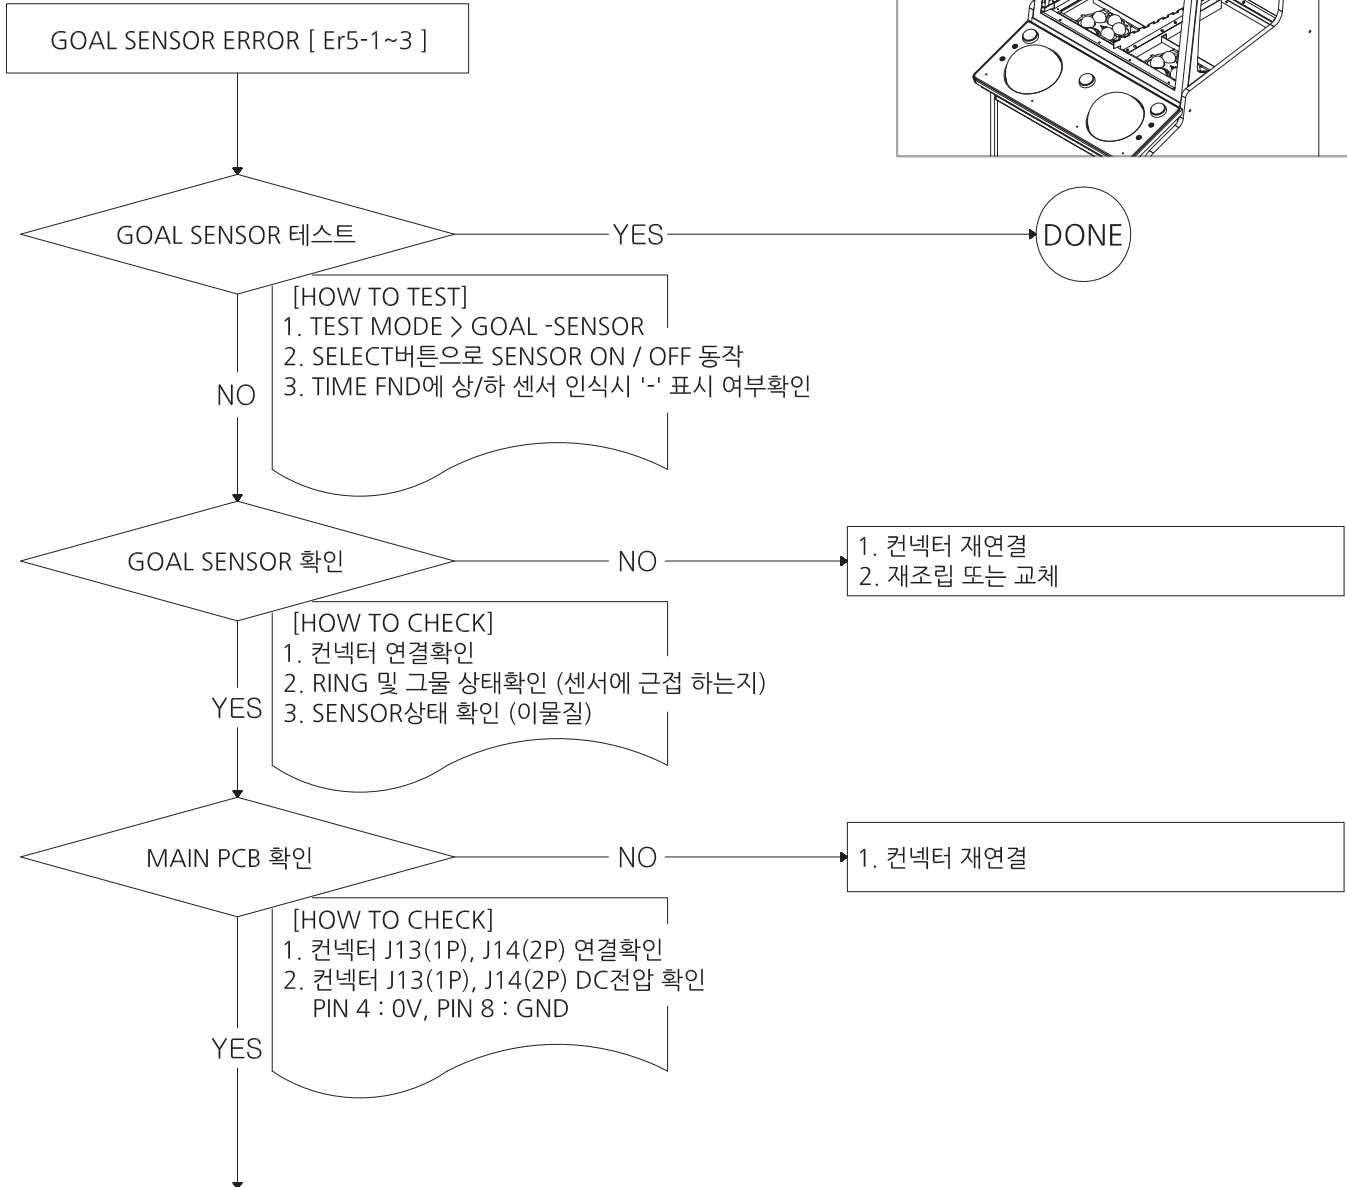 GOAL SENSOR ERROR [ Er5-1~3 ]
GOAL SENSOR 테스트
YES
DONE
[HOW TO TEST]
1. TEST MODE > GOAL -SENSOR
2. SELECT버튼으로 SENSOR ON / OFF 동작
3. TIME FND에 상/하 센서 인식시 '-' 표시 여부확인
NO
GOAL SENSOR 확인
NO
1. 컨넥터 재연결
2. 재조립 또는 교체
[HOW TO CHECK]
1. 컨넥터 연결확인
2. RING 및 그물 상태확인 (센서에 근접 하는지)
3. SENSOR상태 확인 (이물질)
YES
MAIN PCB 확인
NO
1. 컨넥터 재연결
[HOW TO CHECK]
1. 컨넥터 J13(1P), J14(2P) 연결확인
2. 컨넥터 J13(1P), J14(2P) DC전압 확인
PIN 4 : 0V, PIN 8 : GND
YES